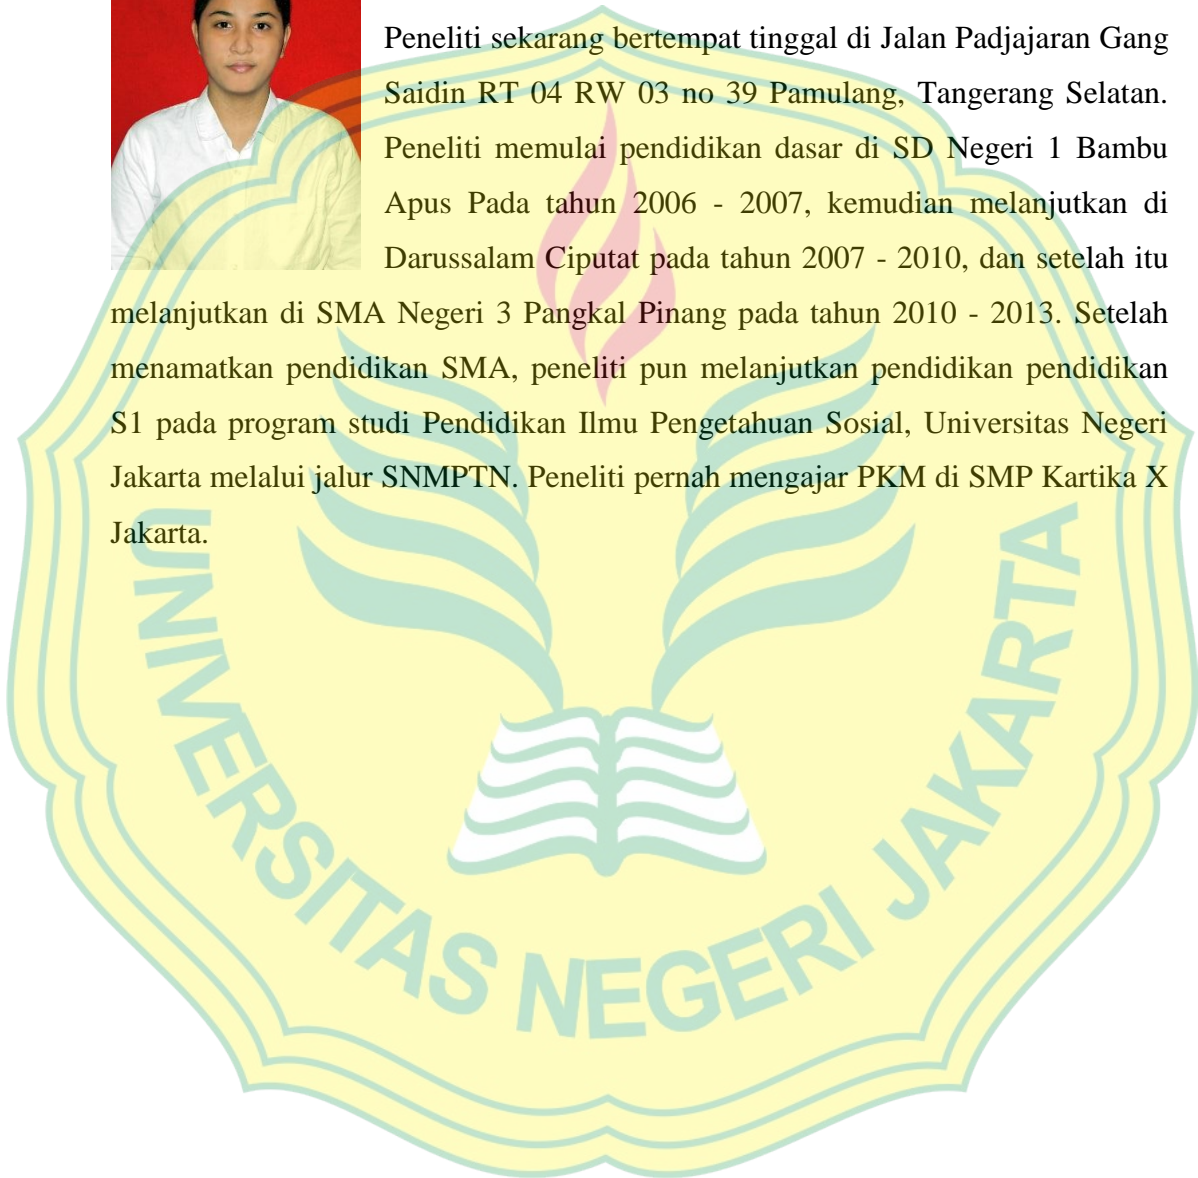 Peneliti sekarang bertempat tinggal di Jalan Padjajaran Gang
Saidin RT 04 RW 03 no 39 Pamulang, Tangerang Selatan.
Peneliti memulai pendidikan dasar di SD Negeri 1 Bambu
Apus Pada tahun 2006 - 2007, kemudian melanjutkan di
Darussalam Ciputat pada tahun 2007 - 2010, dan setelah itu
melanjutkan di SMA Negeri 3 Pangkal Pinang pada tahun 2010 - 2013. Setelah
menamatkan pendidikan SMA, peneliti pun melanjutkan pendidikan pendidikan
S1 pada program studi Pendidikan Ilmu Pengetahuan Sosial, Universitas Negeri
Jakarta melalui jalur SNMPTN. Peneliti pernah mengajar PKM di SMP Kartika X
Jakarta.
UNIVERSITAS NEGERI JAKARTA